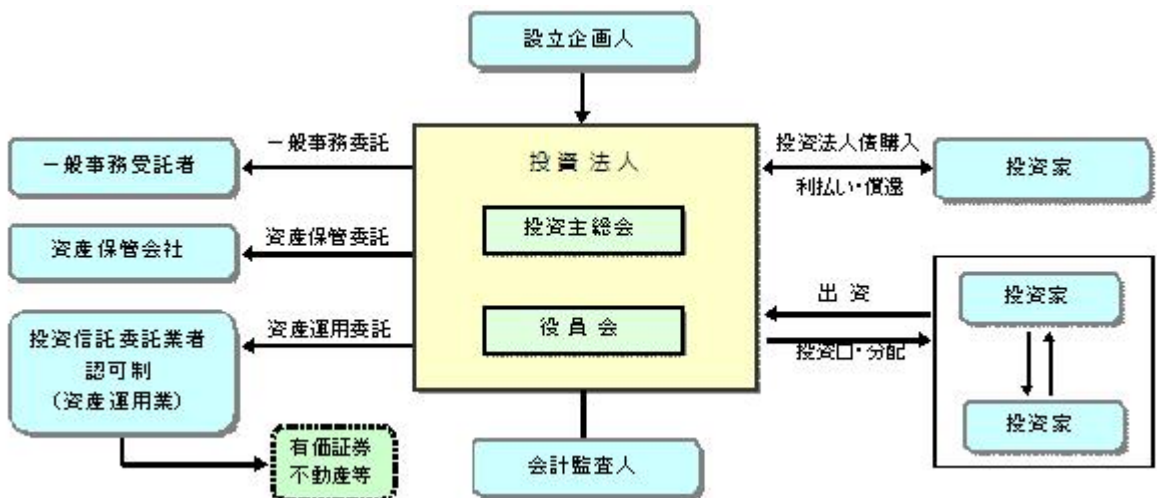 設立企画人
一般事務受託者
一般事務委託
投資法人
投資法人債購入
利払い・償還
投資家
投資主総会
資産保管会社
資産保管委託
出資
投資口・分配
投資家
投資家
役員会
投資信託委託業者
認可制
(資産運用業)
資産運用委託
有価証券
不動産等
会計監査人